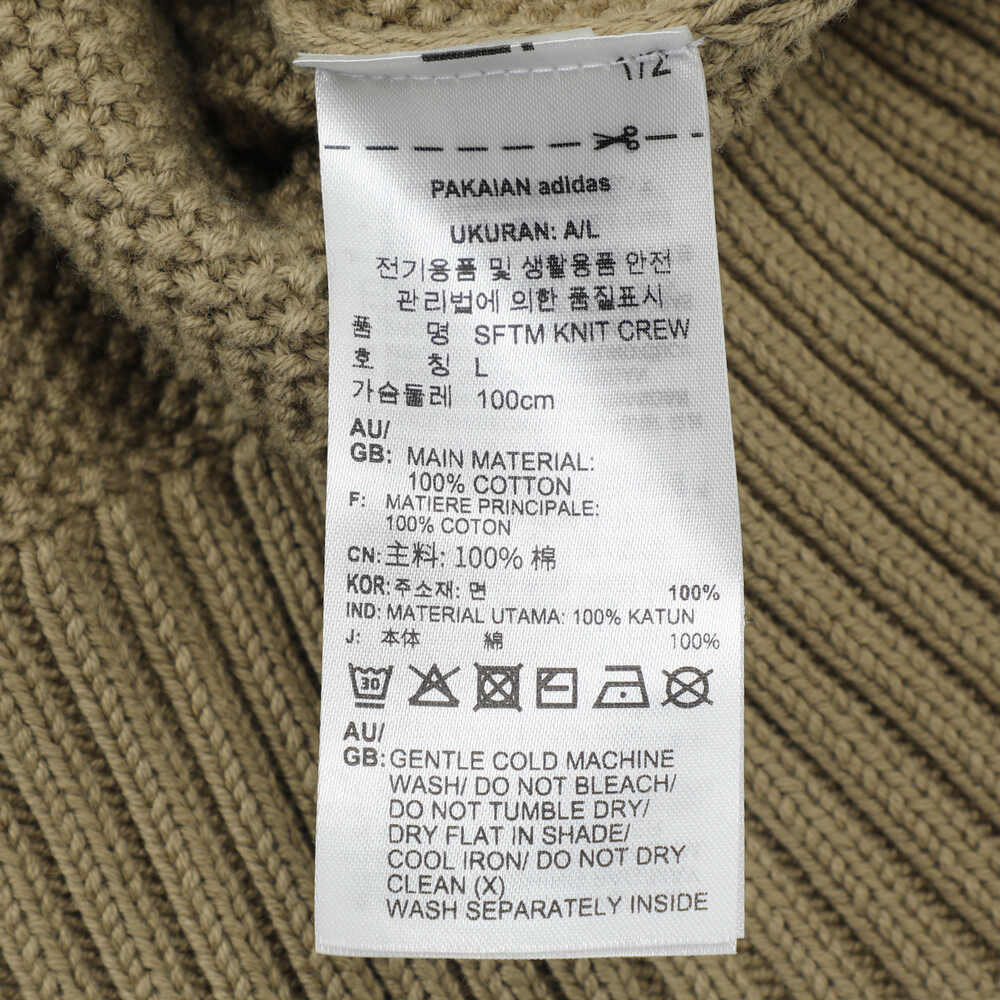 1/2
PAKAIAN adidas
UKURAN: A/L
전기용품 및 생활용품 안전
관리법에 의한 품질표시
품 명 SFTM KNIT CREW
호 칭 L
가슴둘레 100cm
AU/
GB: MAIN MATERIAL:
100% COTTON
F: MATIERE PRINCIPALE:
100% COTON
CN: 主料: 100% 棉
KOR: 주소재: 면 100%
IND: MATERIAL UTAMA: 100% KATUN
J: 本体 綿 100%
30
AU/
GB: GENTLE COLD MACHINE
WASH/ DO NOT BLEACH/
DO NOT TUMBLE DRY/
DRY FLAT IN SHADE/
COOL IRON/ DO NOT DRY
CLEAN (X)
WASH SEPARATELY INSIDE